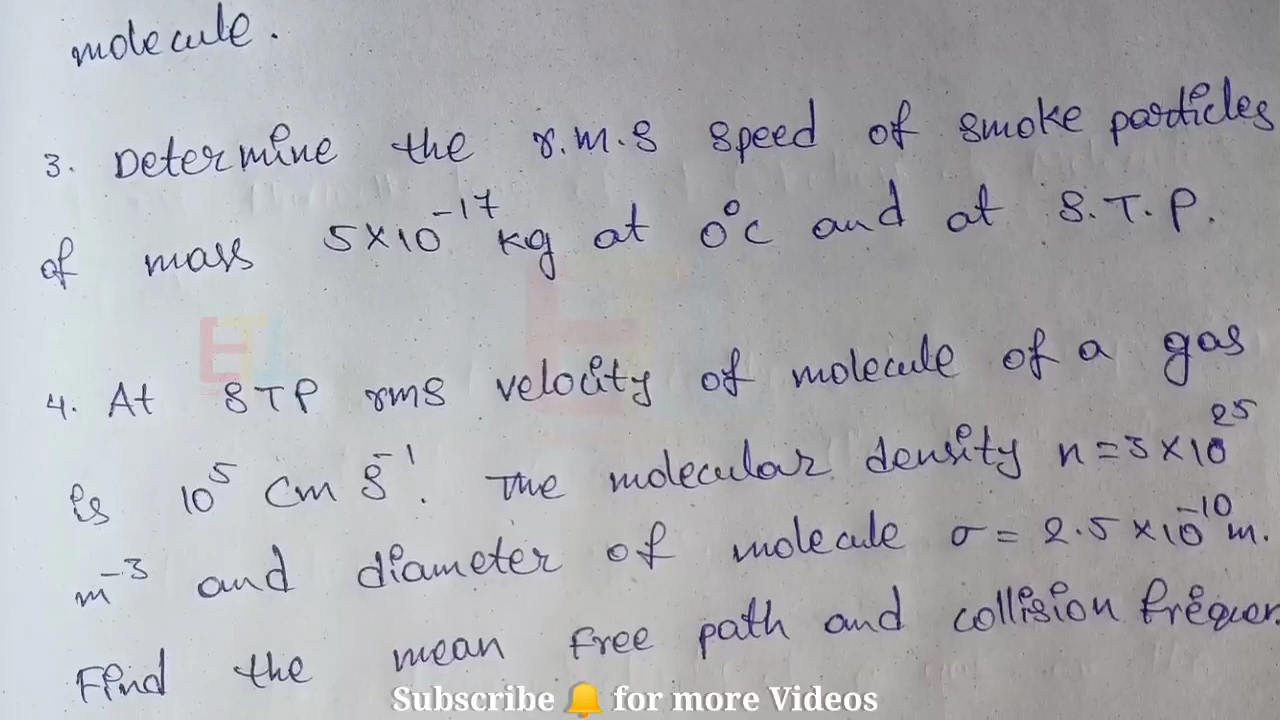 molecule.
3. Determine the r.m.s speed of smoke particles
of mass 5×10⁻¹⁷ kg at 0°c and at S.T.P.
4. At STP rms velocity of molecule of a gas
is 10⁵ cm s⁻¹. The molecular density n=3×10²⁵
m⁻³ and diameter of molecule σ = 2.5×10⁻¹⁰m.
Find the mean free path and collision frequen
Subscribe 🔔 for more Videos